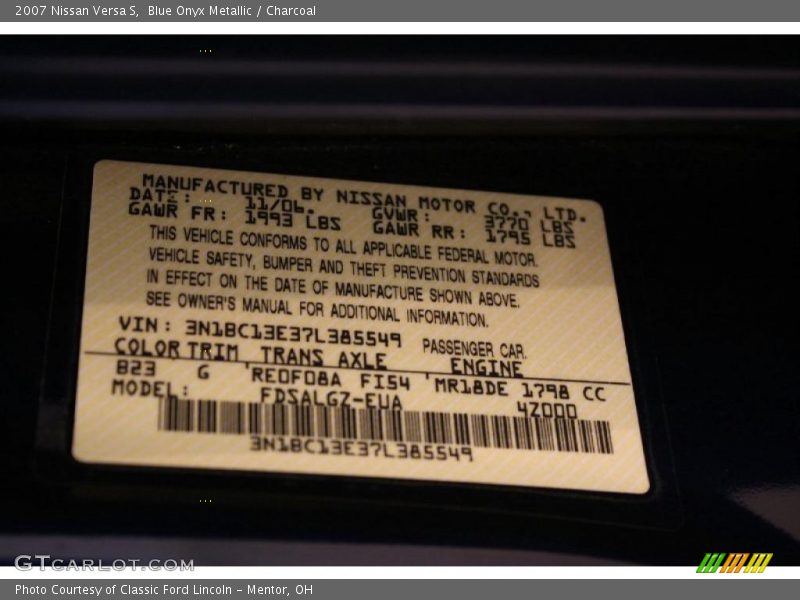 2007 Nissan Versa S,  Blue Onyx Metallic / Charcoal
MANUFACTURED BY NISSAN MOTOR CO., LTD.
DATE: 11/06. GVWR: 3770 LBS
GAWR FR: 1993 LBS GAWR RR: 1795 LBS
THIS VEHICLE CONFORMS TO ALL APPLICABLE FEDERAL MOTOR.
VEHICLE SAFETY, BUMPER AND THEFT PREVENTION STANDARDS
IN EFFECT ON THE DATE OF MANUFACTURE SHOWN ABOVE.
SEE OWNER'S MANUAL FOR ADDITIONAL INFORMATION.
VIN: 3N1BC13E37L385549 PASSENGER CAR.
COLOR TRIM TRANS AXLE ENGINE
B23 G 'REOF08A FI54 'MR18DE 1798 CC
MODEL: FDSALGZ-EUA 4Z000
3N1BC13E37L385549
GTCARLOT.COM
Photo Courtesy of Classic Ford Lincoln - Mentor, OH